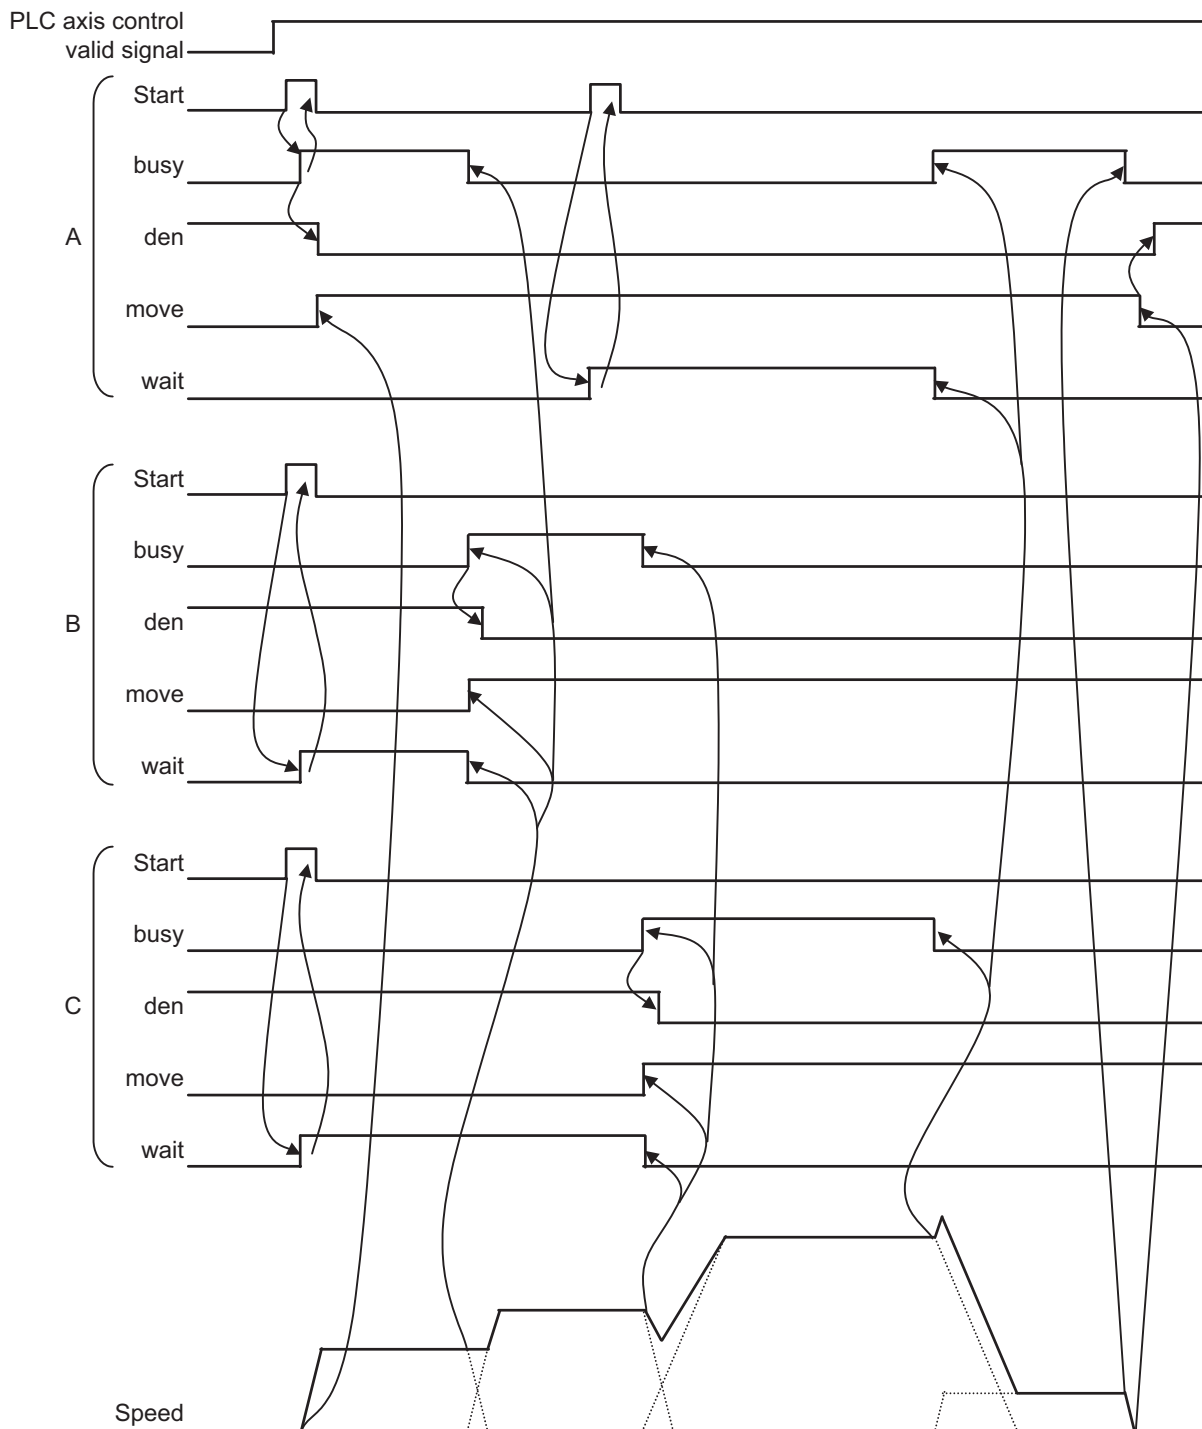 PLC axis control
valid signal
Start
busy
A
den
move
wait
Start
busy
B
den
move
wait
Start
busy
C
den
move
wait
Speed